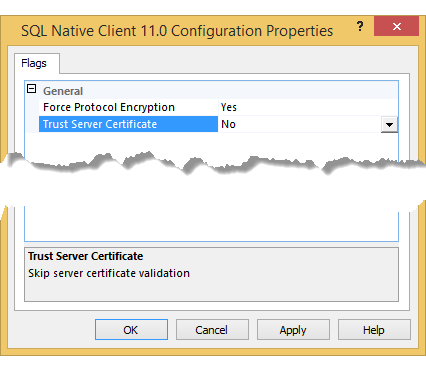 SQL Native Client 11.0 Configuration Properties ? ×
Flags
General
Force Protocol Encryption Yes
Trust Server Certificate No
Trust Server Certificate
Skip server certificate validation
OK Cancel Apply Help